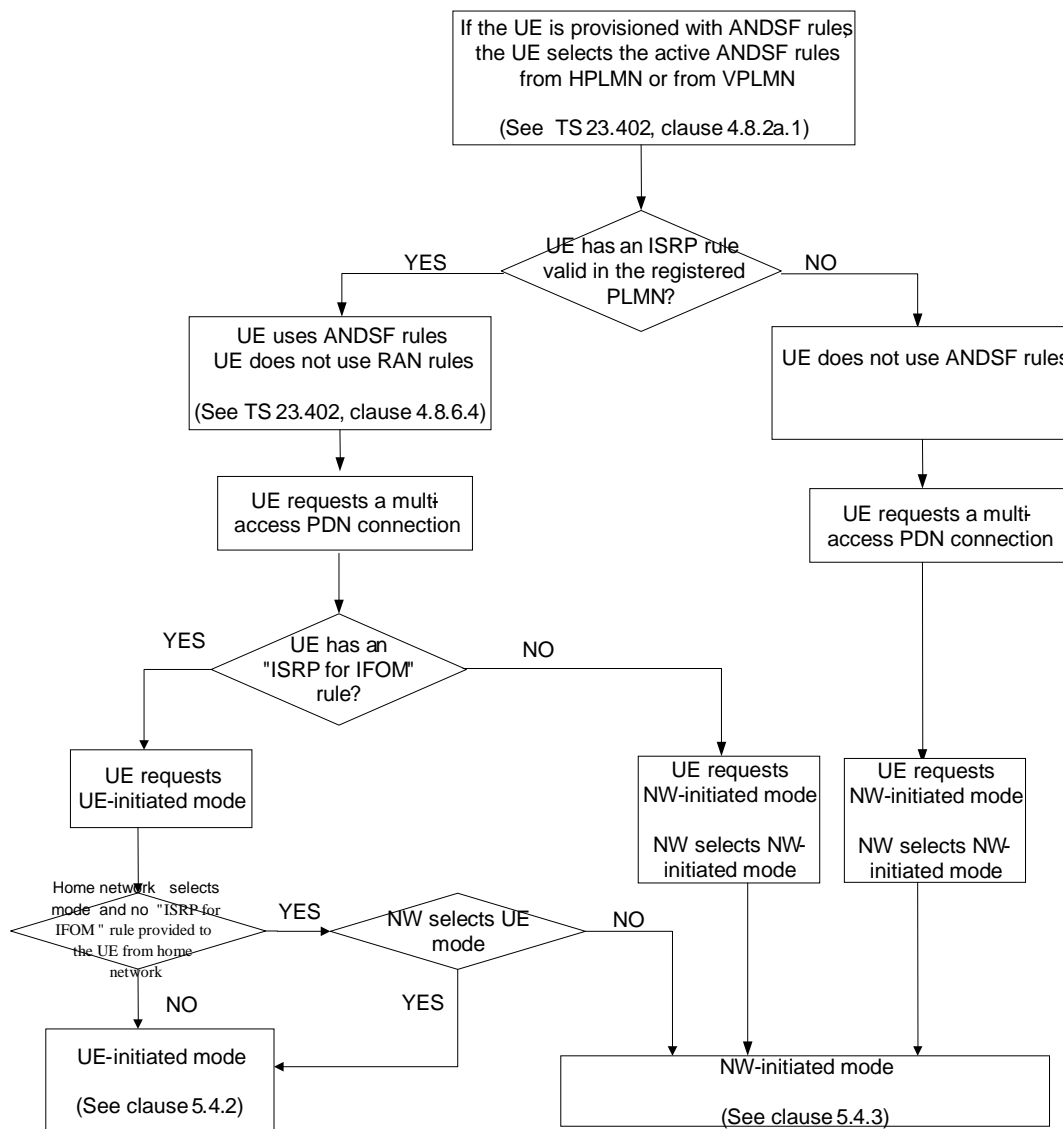 If the UE is provisioned with ANDSF rules,
the UE selects the active ANDSF rules
from HPLMN or from VPLMN
(See TS 23.402, clause 4.8.2a.1)
UE has an ISRP rule
valid in the registered
PLMN?
YES
NO
UE uses ANDSF rules
UE does not use RAN rules
(See TS 23.402, clause 4.8.6.4)
UE does not use ANDSF rules
UE requests a multi-
access PDN connection
UE requests a multi-
access PDN connection
UE has an
"ISRP for IFOM"
rule?
YES
NO
UE requests
UE-initiated mode
UE requests
NW-initiated mode
NW selects NW-
initiated mode
UE requests
NW-initiated mode
NW selects NW-
initiated mode
Home network selects
mode and no "ISRP for
IFOM " rule provided to
the UE from home
network
YES
NW selects UE
mode
NO
NO
YES
UE-initiated mode
(See clause 5.4.2)
NW-initiated mode
(See clause 5.4.3)